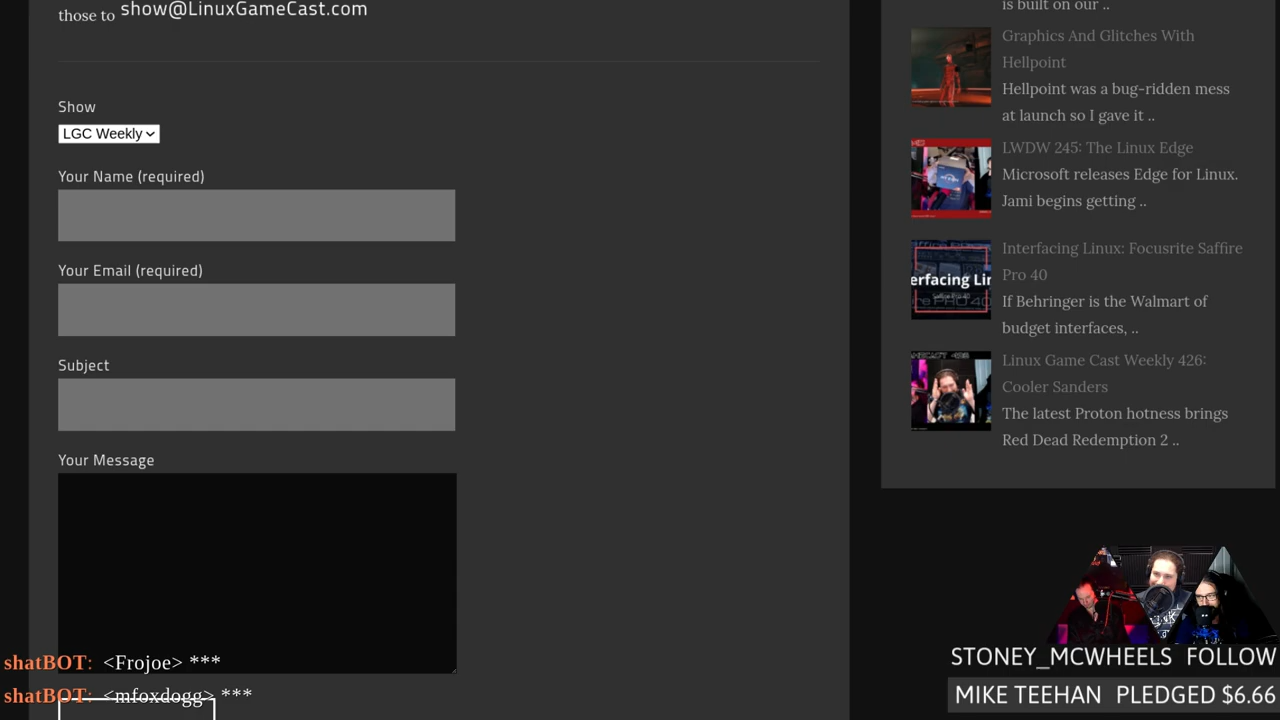 those to show@LinuxGameCast.com
Show
LGC Weekly
Your Name (required)
Your Email (required)
Subject
Your Message
shatBOT: <Frojoe> ***
shatBOT: <mfoxdogg> ***
is built on our ..
Graphics And Glitches With
Hellpoint
Hellpoint was a bug-ridden mess
at launch so I gave it ..
LWDW 245: The Linux Edge
Microsoft releases Edge for Linux.
Jami begins getting ..
Interfacing Linux: Focusrite Saffire
Pro 40
If Behringer is the Walmart of
budget interfaces, ..
Linux Game Cast Weekly 426:
Cooler Sanders
The latest Proton hotness brings
Red Dead Redemption 2 ..
erfacing Lin
STONEY_MCWHEELS FOLLOW
MIKE TEEHAN PLEDGED $6.66